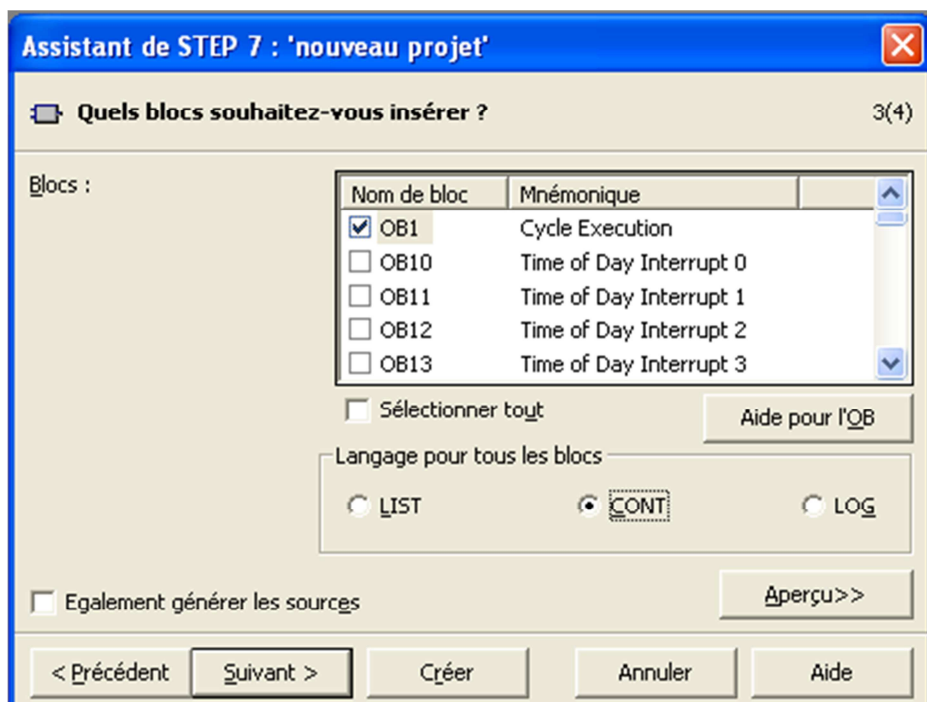 Assistant de STEP 7 : 'nouveau projet'
Quels blocs souhaitez-vous insérer ? 3(4)
Blocs :
Nom de bloc Mnémonique
OB1 Cycle Execution
OB10 Time of Day Interrupt 0
OB11 Time of Day Interrupt 1
OB12 Time of Day Interrupt 2
OB13 Time of Day Interrupt 3
Sélectionner tout Aide pour l'OB
Langage pour tous les blocs
LIST CONT LOG
Egalement générer les sources Aperçu>>
< Précédent Suivant > Créer Annuler Aide